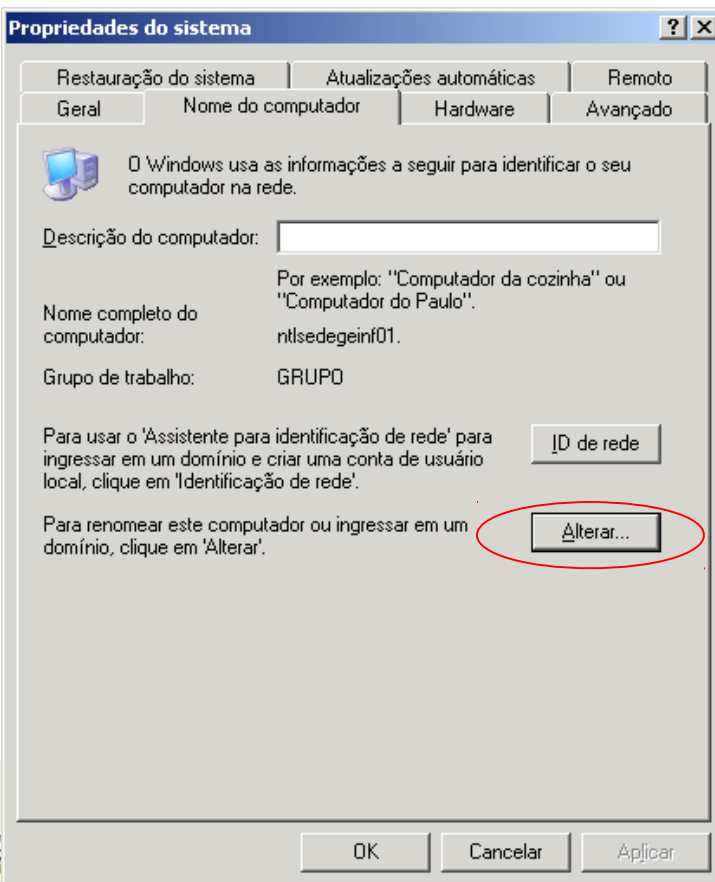 Propriedades do sistema
Restauração do sistema
Atualizações automáticas
Remoto
Geral
Nome do computador
Hardware
Avançado
O Windows usa as informações a seguir para identificar o seu
computador na rede.
Descrição do computador:
Por exemplo: "Computador da cozinha" ou
"Computador do Paulo".
Nome completo do
computador:
ntlsedegeinf01.
Grupo de trabalho:
GRUPO
Para usar o 'Assistente para identificação de rede' para
ingressar em um domínio e criar uma conta de usuário
local, clique em 'Identificação de rede'.
ID de rede
Para renomear este computador ou ingressar em um
domínio, clique em 'Alterar'.
Alterar...
OK
Cancelar
Aplicar